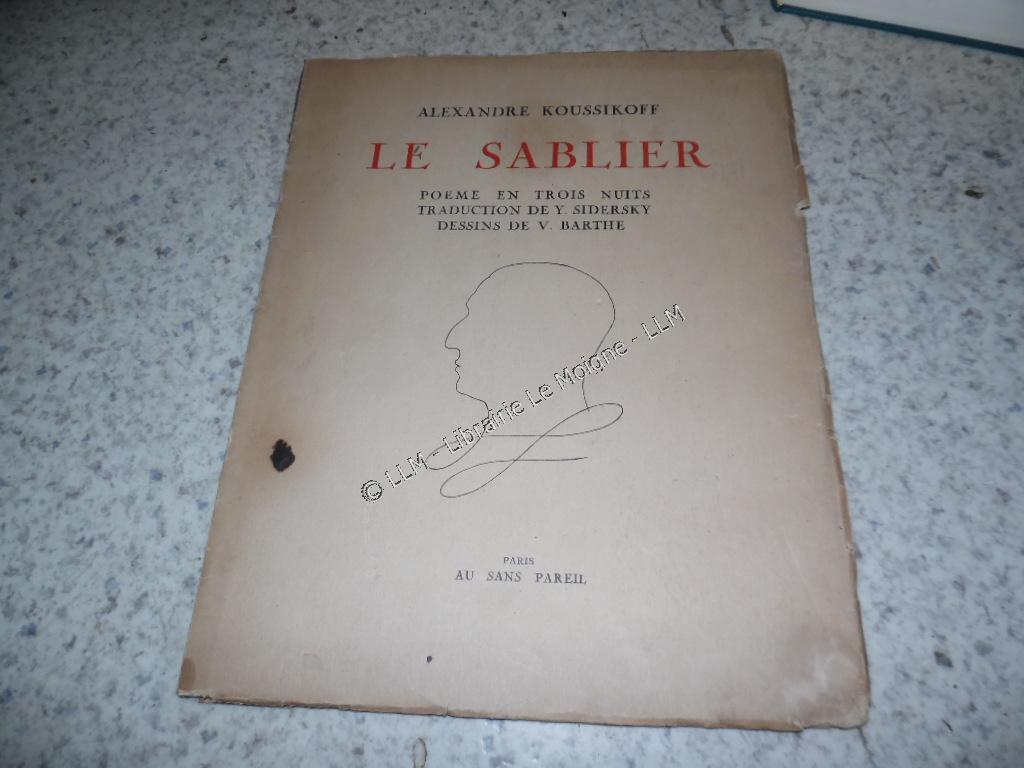 ALEXANDRE KOUSSIKOFF
LE SABLIER
POEME EN TROIS NUITS
TRADUCTION DE Y. SIDERSKY
DESSINS DE V. BARTHE
© LLM - Librairie Le Moigne - LLM
PARIS
AU SANS PAREIL